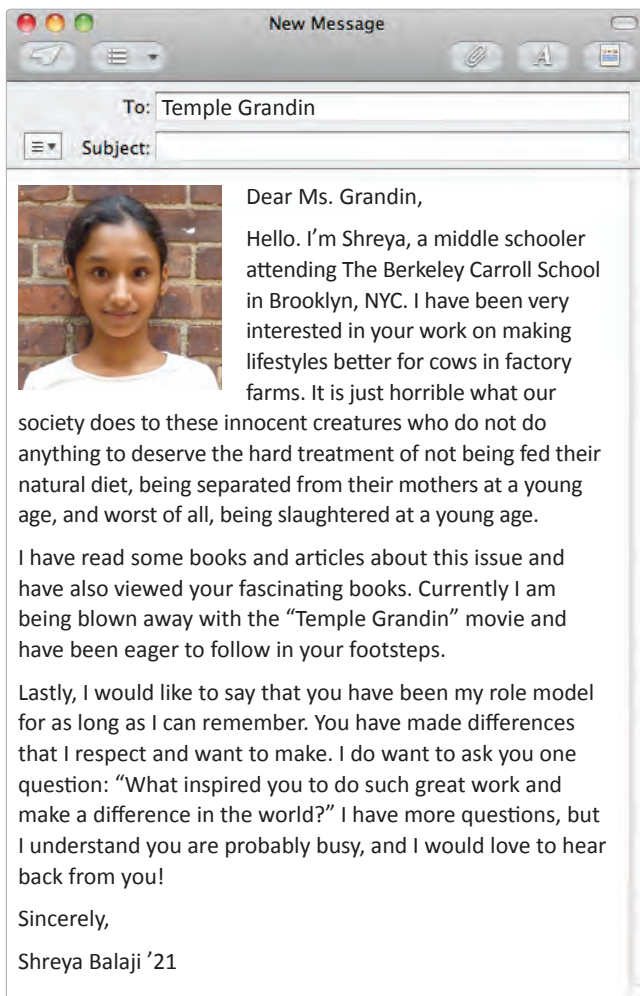 New Message
To: Temple Grandin
Subject:
Dear Ms. Grandin,
Hello. I’m Shreya, a middle schooler
attending The Berkeley Carroll School
in Brooklyn, NYC. I have been very
interested in your work on making
lifestyles better for cows in factory
farms. It is just horrible what our
society does to these innocent creatures who do not do
anything to deserve the hard treatment of not being fed their
natural diet, being separated from their mothers at a young
age, and worst of all, being slaughtered at a young age.
I have read some books and articles about this issue and
have also viewed your fascinating books. Currently I am
being blown away with the “Temple Grandin” movie and
have been eager to follow in your footsteps.
Lastly, I would like to say that you have been my role model
for as long as I can remember. You have made differences
that I respect and want to make. I do want to ask you one
question: “What inspired you to do such great work and
make a difference in the world?” I have more questions, but
I understand you are probably busy, and I would love to hear
back from you!
Sincerely,
Shreya Balaji ’21